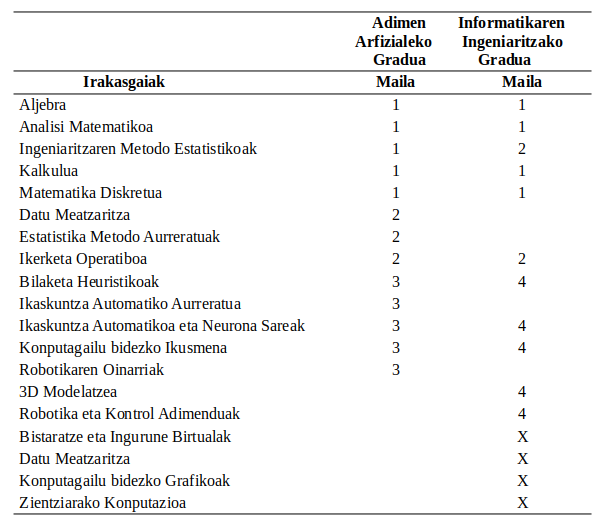 Adimen Informatikaren
Arfizialeko Ingeniaritzako
Gradua Gradua
Irakasgaiak Maila Maila
Aljebra 1 1
Analisi Matematikoa 1 1
Ingeniaritzaren Metodo Estatistikoak 1 2
Kalkulua 1 1
Matematika Diskretua 1 1
Datu Meatzaritza 2
Estatistika Metodo Aurreratuak 2
Ikerketa Operatiboa 2 2
Bilaketa Heuristikoak 3 4
Ikaskuntza Automatiko Aurreratua 3
Ikaskuntza Automatikoa eta Neurona Sareak 3 4
Konputagailu bidezko Ikusmena 3 4
Robotikaren Oinarriak 3
3D Modelatzea 4
Robotika eta Kontrol Adimenduak 4
Bistaratze eta Ingurune Birtualak X
Datu Meatzaritza X
Konputagailu bidezko Grafikoak X
Zientziarako Konputazioa X